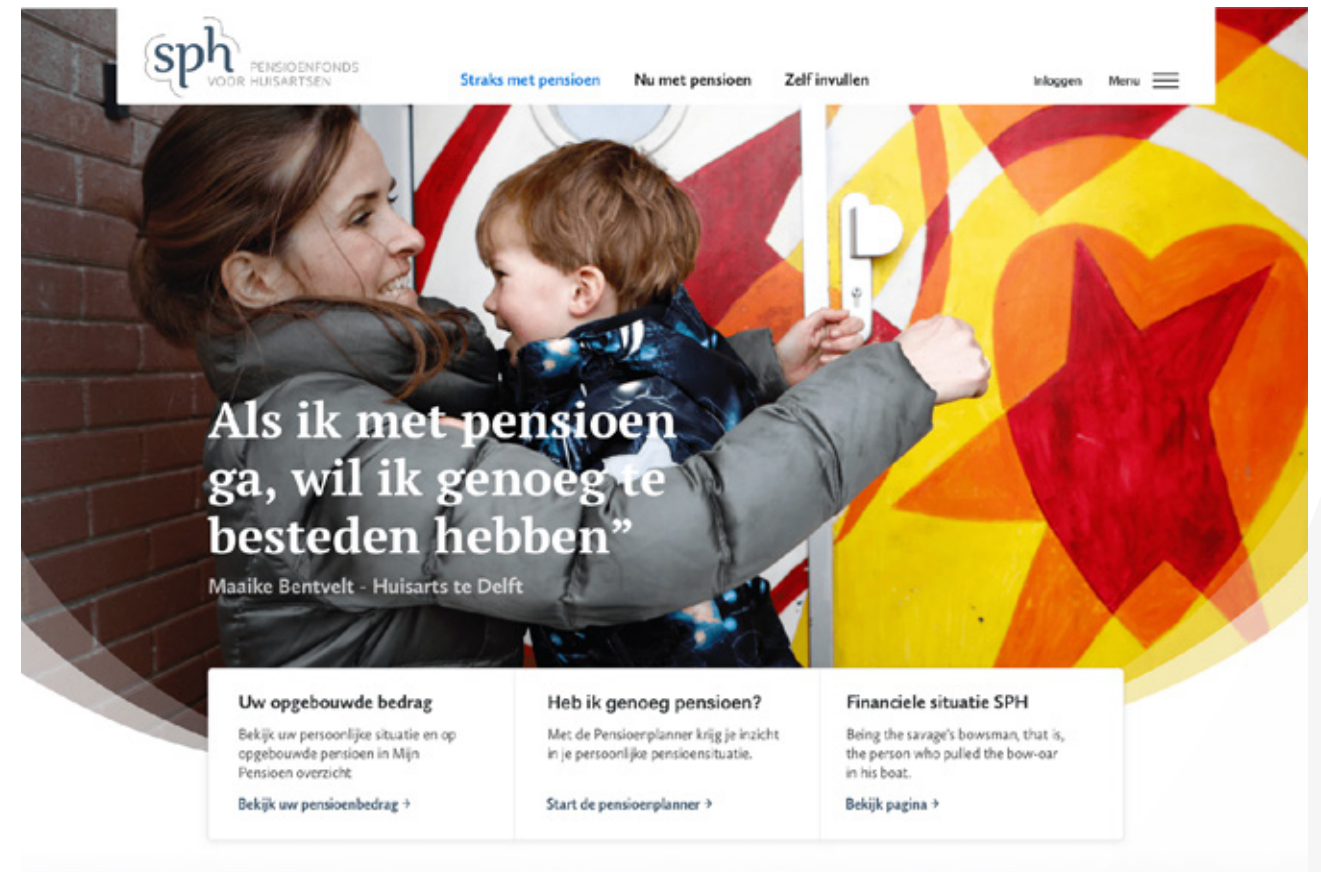 sph
PENSIOENFONDS
VOOR HUISARTSEN
Straks met pensioen
Nu met pensioen
Zelf invullen
Inloggen
Menu
Als ik met pensioen
ga, wil ik genoeg te
besteden hebben”
Maaike Bentvelt - Huisarts te Delft
Uw opgebouwde bedrag
Bekijk uw persoonlijke situatie en op
opgebouwde pensioen in Mijn
Pensioen overzicht
Bekijk uw pensioenbedrag →
Heb ik genoeg pensioen?
Met de Pensioenplanner krijg je inzicht
in je persoonlijke pensioensituatie.
Start de pensioenplanner →
Financiele situatie SPH
Being the savage's bowsman, that is,
the person who pulled the bow-oar
in his boat.
Bekijk pagina →